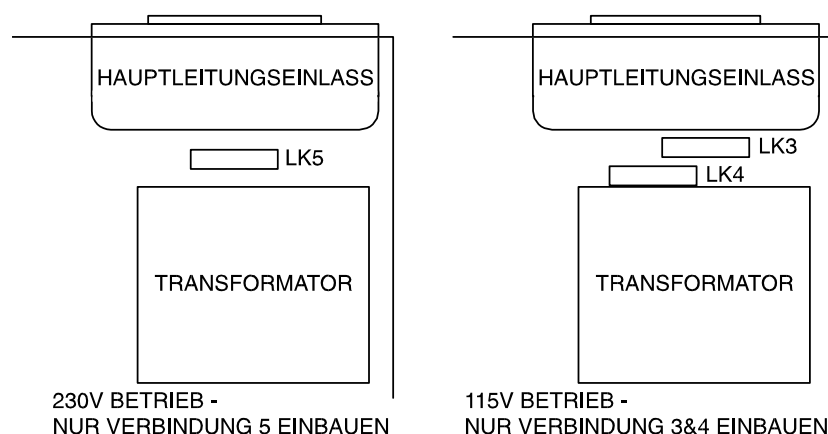 HAUPTLEITUNGSEINLASS
LK5
TRANSFORMATOR
230V BETRIEB -
NUR VERBINDUNG 5 EINBAUEN
HAUPTLEITUNGSEINLASS
LK3
LK4
TRANSFORMATOR
115V BETRIEB -
NUR VERBINDUNG 3&4 EINBAUEN